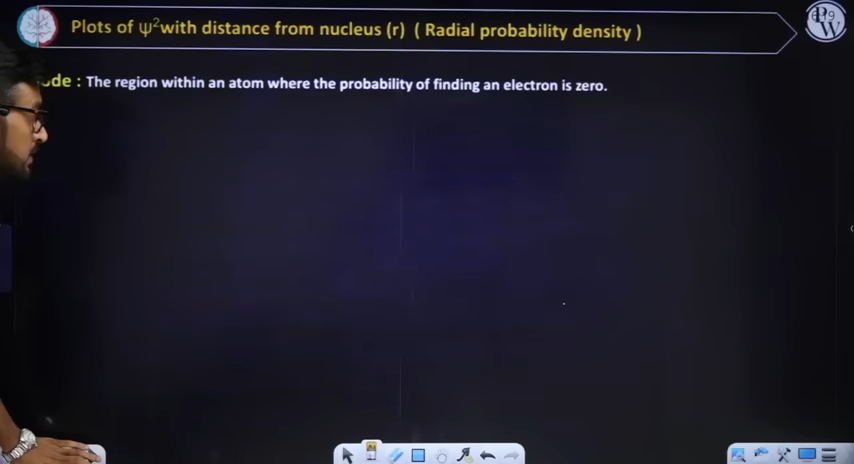 Plots of ψ²with distance from nucleus (r) ( Radial probability density )
de : The region within an atom where the probability of finding an electron is zero.